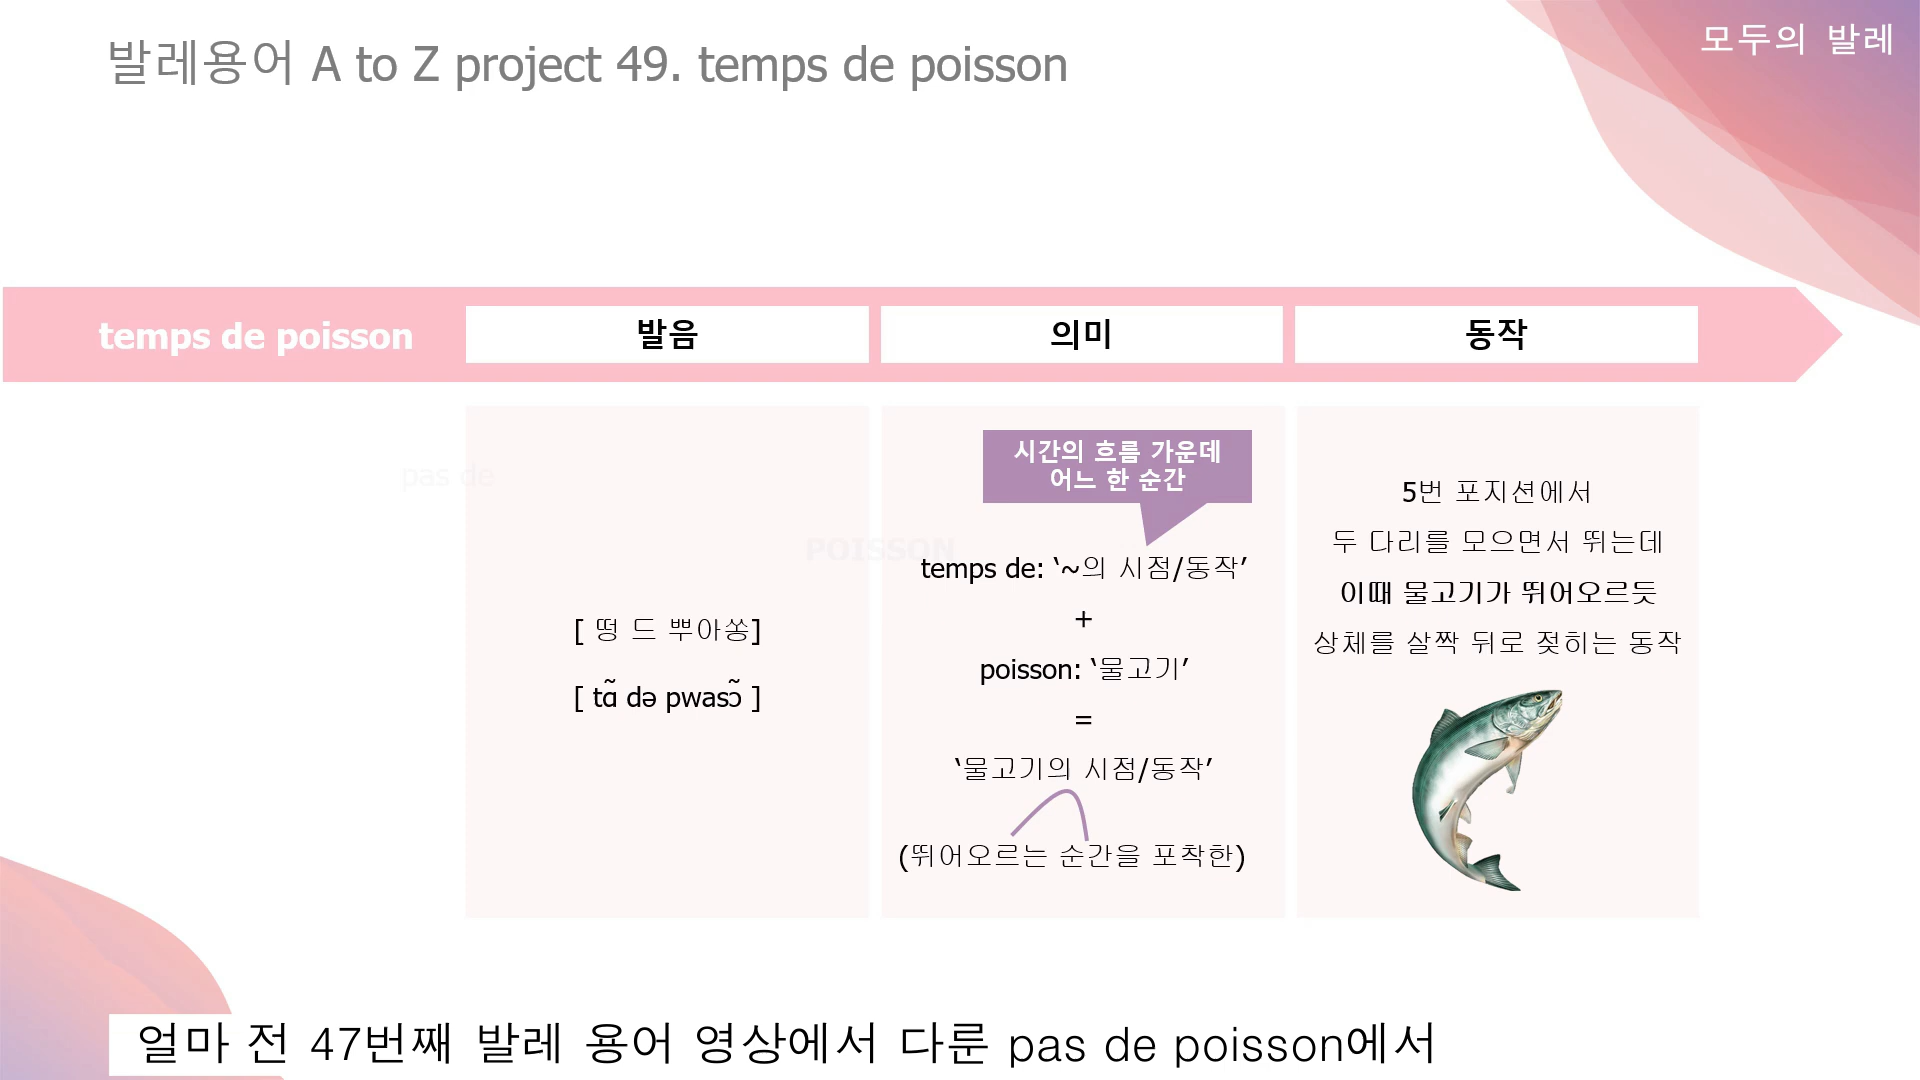 발레용어 A to Z project 49. temps de poisson
모두의 발레
temps de poisson
발음
의미
동작
pas de
POISSON
[ 떵 드 뿌아쏭]
[ tɑ̃ də pwasɔ̃ ]
시간의 흐름 가운데
어느 한 순간
temps de: ‘~의 시점/동작’
+
poisson: ‘물고기’
=
‘물고기의 시점/동작’
(뛰어오르는 순간을 포착한)
5번 포지션에서
두 다리를 모으면서 뛰는데
이때 물고기가 뛰어오르듯
상체를 살짝 뒤로 젖히는 동작
얼마 전 47번째 발레 용어 영상에서 다룬 pas de poisson에서